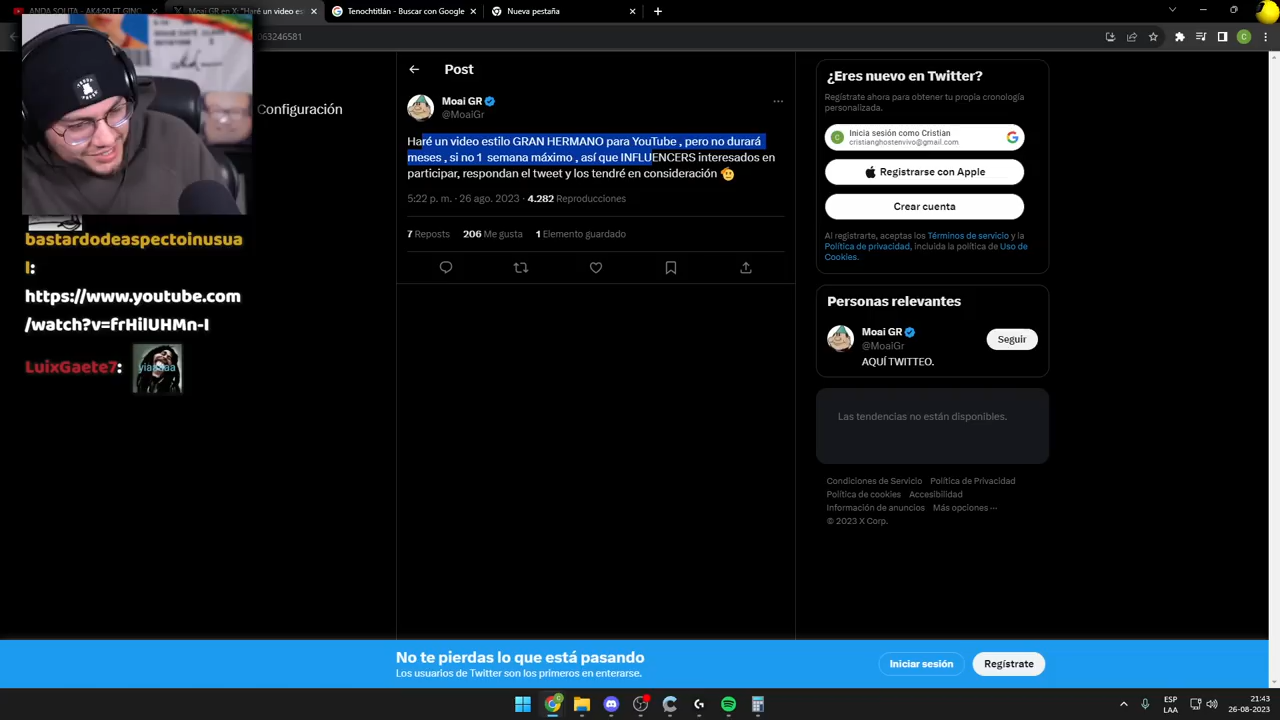 ANDA SOLITA - AK4:20 FT GINO
Moai GR en X: "Haré un video es
Tenochtitlán - Buscar con Google
Nueva pestaña
063246581
Configuración
Post
Moai GR
@MoaiGr
Haré un video estilo GRAN HERMANO para YouTube , pero no durará
meses , si no 1 semana máximo , así que INFLUENCERS interesados en
participar, respondan el tweet y los tendré en consideración
5:22 p. m. · 26 ago. 2023 · 4.282 Reproducciones
7 Reposts 206 Me gusta 1 Elemento guardado
¿Eres nuevo en Twitter?
Regístrate ahora para obtener tu propia cronología
personalizada.
C
Inicia sesión como Cristian
cristianghostenvivo@gmail.com
Registrarse con Apple
Crear cuenta
Al registrarte, aceptas los Términos de servicio y la
Política de privacidad, incluida la política de Uso de
Cookies.
Personas relevantes
Moai GR
@MoaiGr
AQUÍ TWITTEO.
Seguir
Las tendencias no están disponibles.
Condiciones de Servicio Política de Privacidad
Política de cookies Accesibilidad
Información de anuncios Más opciones ···
© 2023 X Corp.
bastardodeaspectoinusua
l:
https://www.youtube.com
/watch?v=frHilUHMn-I
LuixGaete7:
yiaaaaa
No te pierdas lo que está pasando
Los usuarios de Twitter son los primeros en enterarse.
Iniciar sesión
Regístrate
ESP
LAA
21:43
26-08-2023